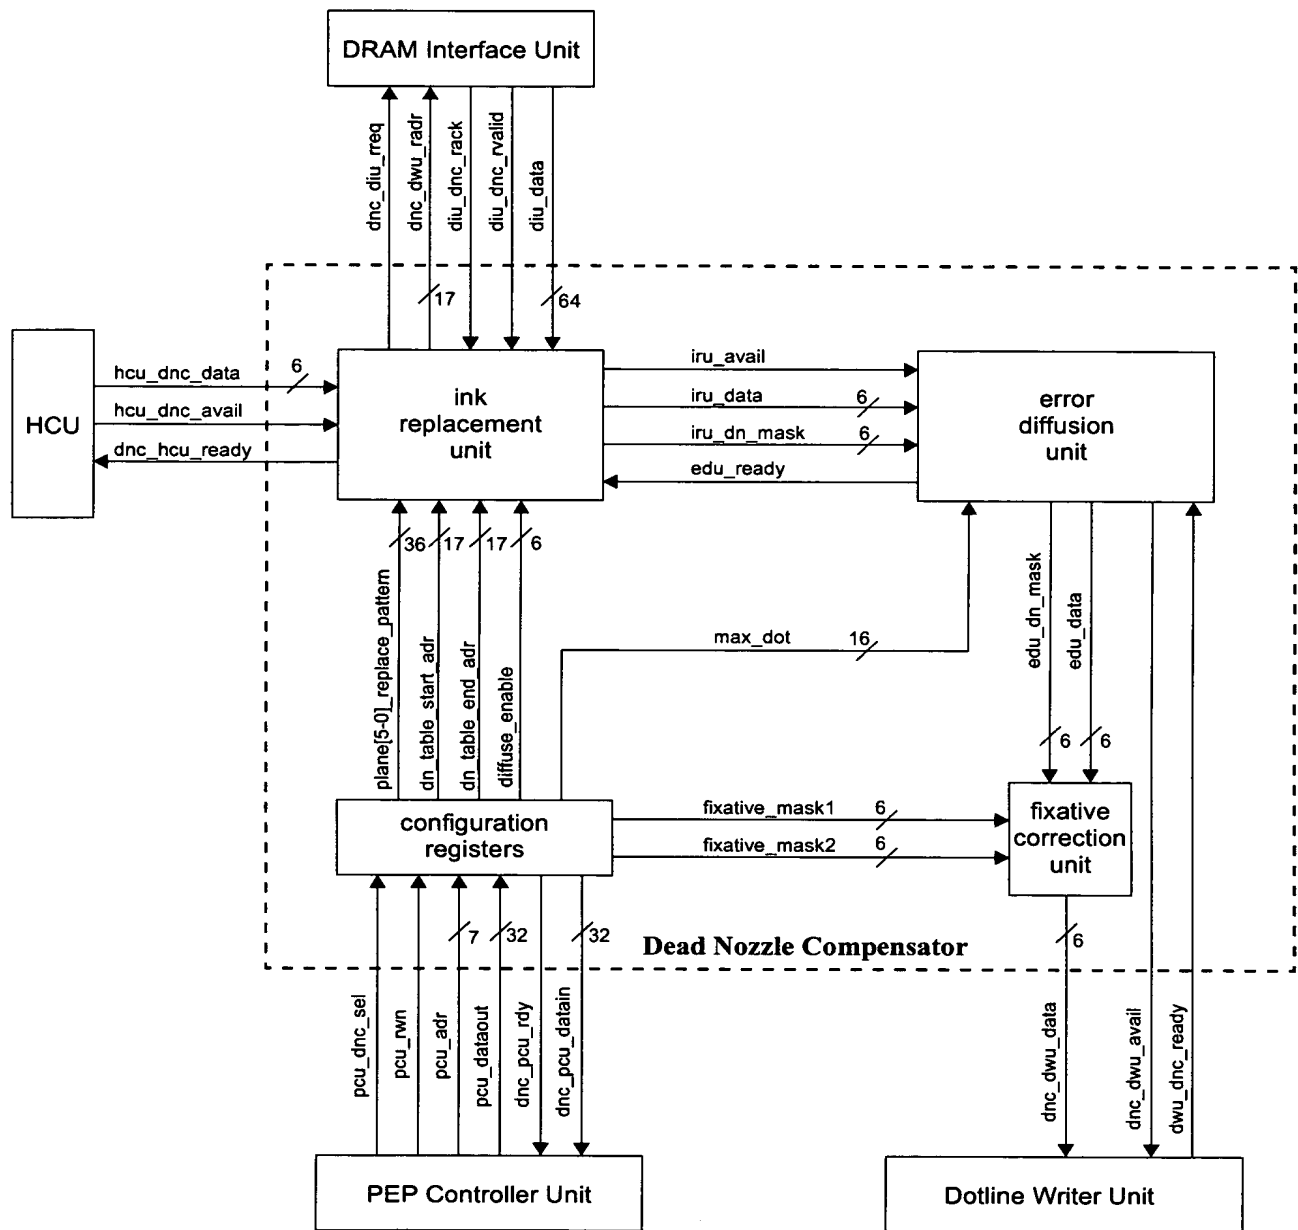 DRAM Interface Unit
dnc_diu_rreq
dnc_dwu_radr
diu_dnc_rack
diu_dnc_rvalid
diu_data
17
64
HCU
hcu_dnc_data
6
hcu_dnc_avail
dnc_hcu_ready
ink
replacement
unit
iru_avail
iru_data
6
iru_dn_mask
6
edu_ready
error
diffusion
unit
36
17
17
6
plane[5-0]_replace_pattern
dn_table_start_adr
dn_table_end_adr
diffuse_enable
max_dot
16
edu_dn_mask
edu_data
6
6
configuration
registers
fixative_mask1
6
fixative_mask2
6
fixative
correction
unit
7
32
32
6
Dead Nozzle Compensator
pcu_dnc_sel
pcu_rwn
pcu_adr
pcu_dataout
dnc_pcu_rdy
dnc_pcu_datain
dnc_dwu_data
dnc_dwu_avail
dwu_dnc_ready
PEP Controller Unit
Dotline Writer Unit